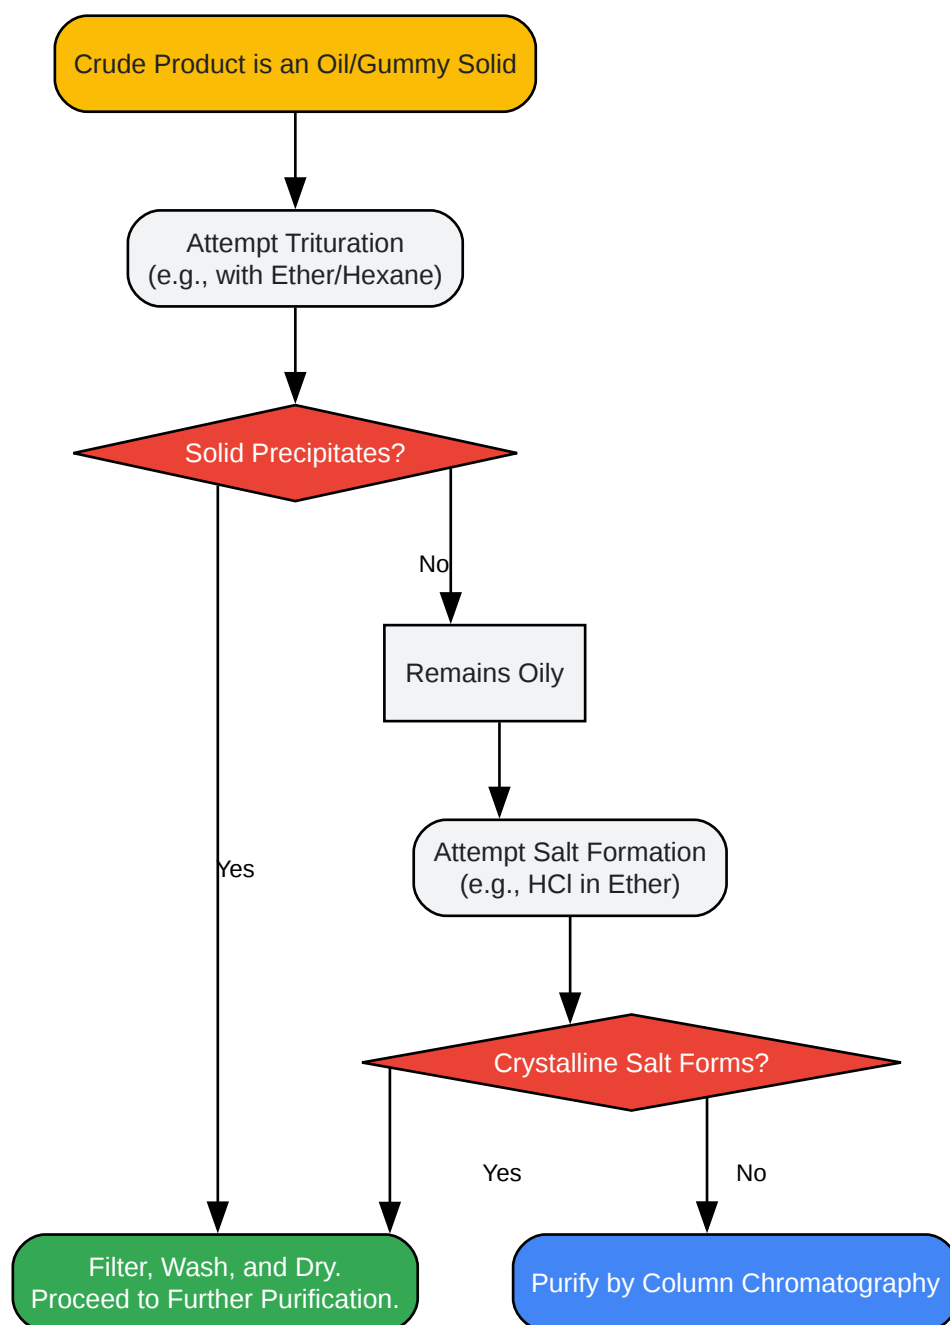 Crude Product is an Oil/Gummy Solid
Attempt Trituration
(e.g., with Ether/Hexane)
Solid Precipitates?
No
Remains Oily
Attempt Salt Formation
(e.g., HCl in Ether)
Yes
Crystalline Salt Forms?
Yes
No
Filter, Wash, and Dry.
Proceed to Further Purification.
Purify by Column Chromatography